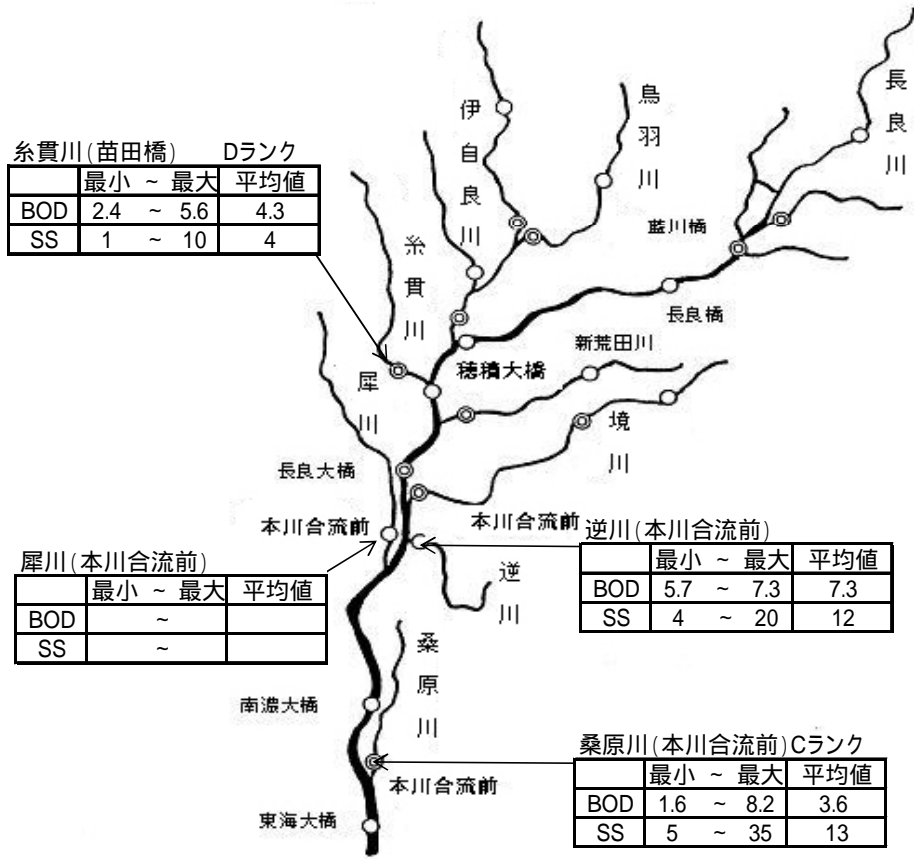 長良川
伊自良川
鳥羽川
糸貫川(苗田橋) Dランク
最小 ~ 最大 平均値
BOD 2.4 ~ 5.6 4.3
SS 1 ~ 10 4
糸貫川
藍川橋
長良橋
新荒田川
穂積大橋
犀川
境川
長良大橋
本川合流前
本川合流前
犀川(本川合流前)
最小 ~ 最大 平均値
BOD ~
SS ~
逆川(本川合流前)
最小 ~ 最大 平均値
BOD 5.7 ~ 7.3 7.3
SS 4 ~ 20 12
逆川
桑原川
南濃大橋
桑原川(本川合流前)Cランク
最小 ~ 最大 平均値
BOD 1.6 ~ 8.2 3.6
SS 5 ~ 35 13
本川合流前
東海大橋